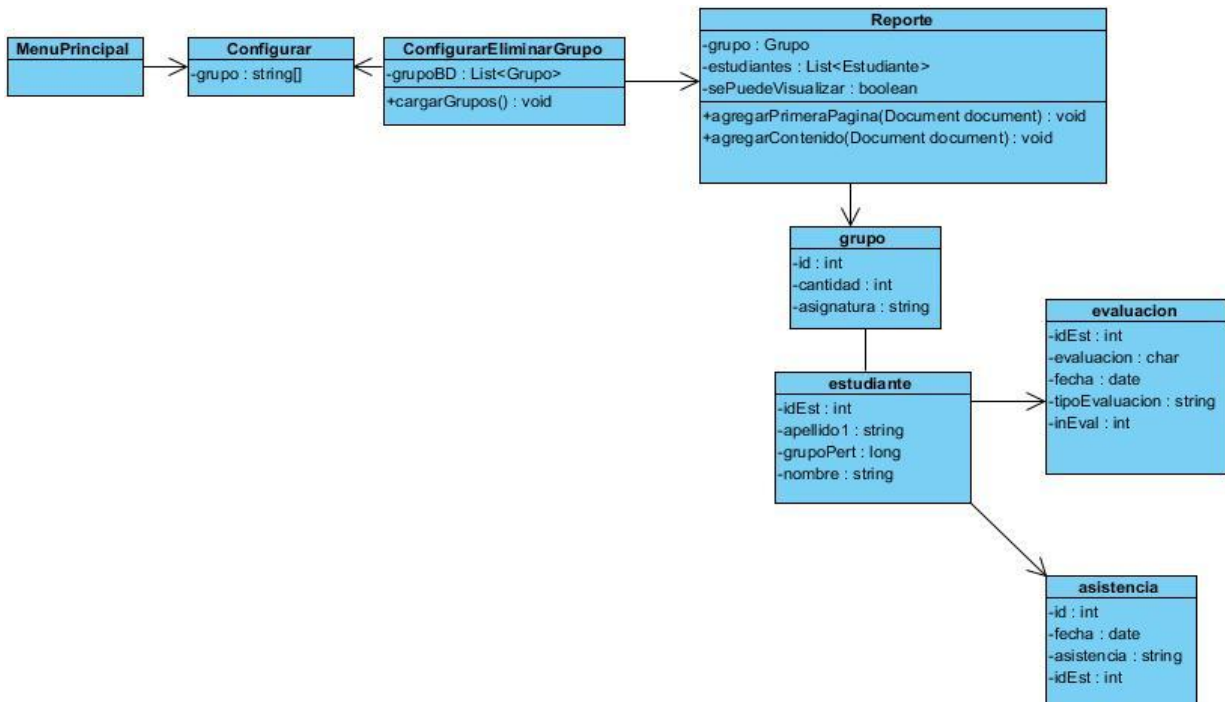 MenuPrincipal
Configurar
-grupo : string[]
ConfigurarEliminarGrupo
-grupoBD : List<Grupo>
+cargarGrupos() : void
Reporte
-grupo : Grupo
-estudiantes : List<Estudiante>
-sePuedeVisualizar : boolean
+agregarPrimeraPagina(Document document) : void
+agregarContenido(Document document) : void
grupo
-id : int
-cantidad : int
-asignatura : string
estudiante
-idEst : int
-apellido1 : string
-grupoPert : long
-nombre : string
evaluacion
-idEst : int
-evaluacion : char
-fecha : date
-tipoEvaluacion : string
-inEval : int
asistencia
-id : int
-fecha : date
-asistencia : string
-idEst : int